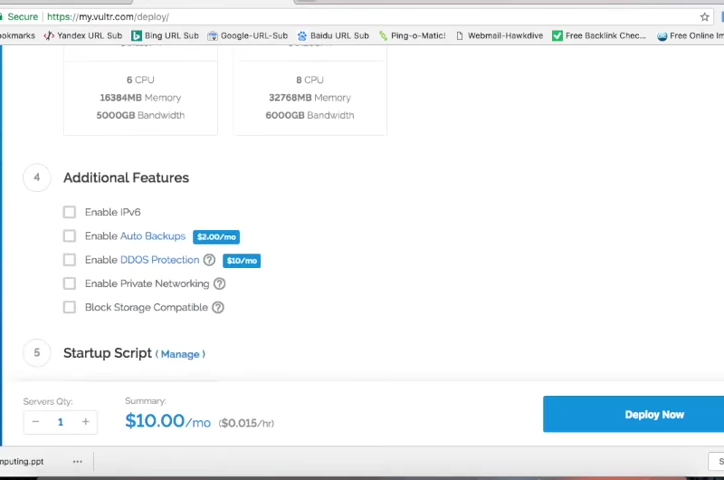 Secure https://my.vultr.com/deploy/
ookmarks Yandex URL Sub Bing URL Sub Google-URL-Sub Baidu URL Sub Ping-o-Matic! Webmail-Hawkdive Free Backlink Chec... Free Online Im
6 CPU 8 CPU
16384MB Memory 32768MB Memory
5000GB Bandwidth 6000GB Bandwidth
4 Additional Features
Enable IPv6
Enable Auto Backups $2.00/mo
Enable DDOS Protection ? $10/mo
Enable Private Networking ?
Block Storage Compatible ?
5 Startup Script ( Manage )
Servers Qty: Summary:
− 1 + $10.00/mo ($0.015/hr) Deploy Now
mputing.ppt ... S